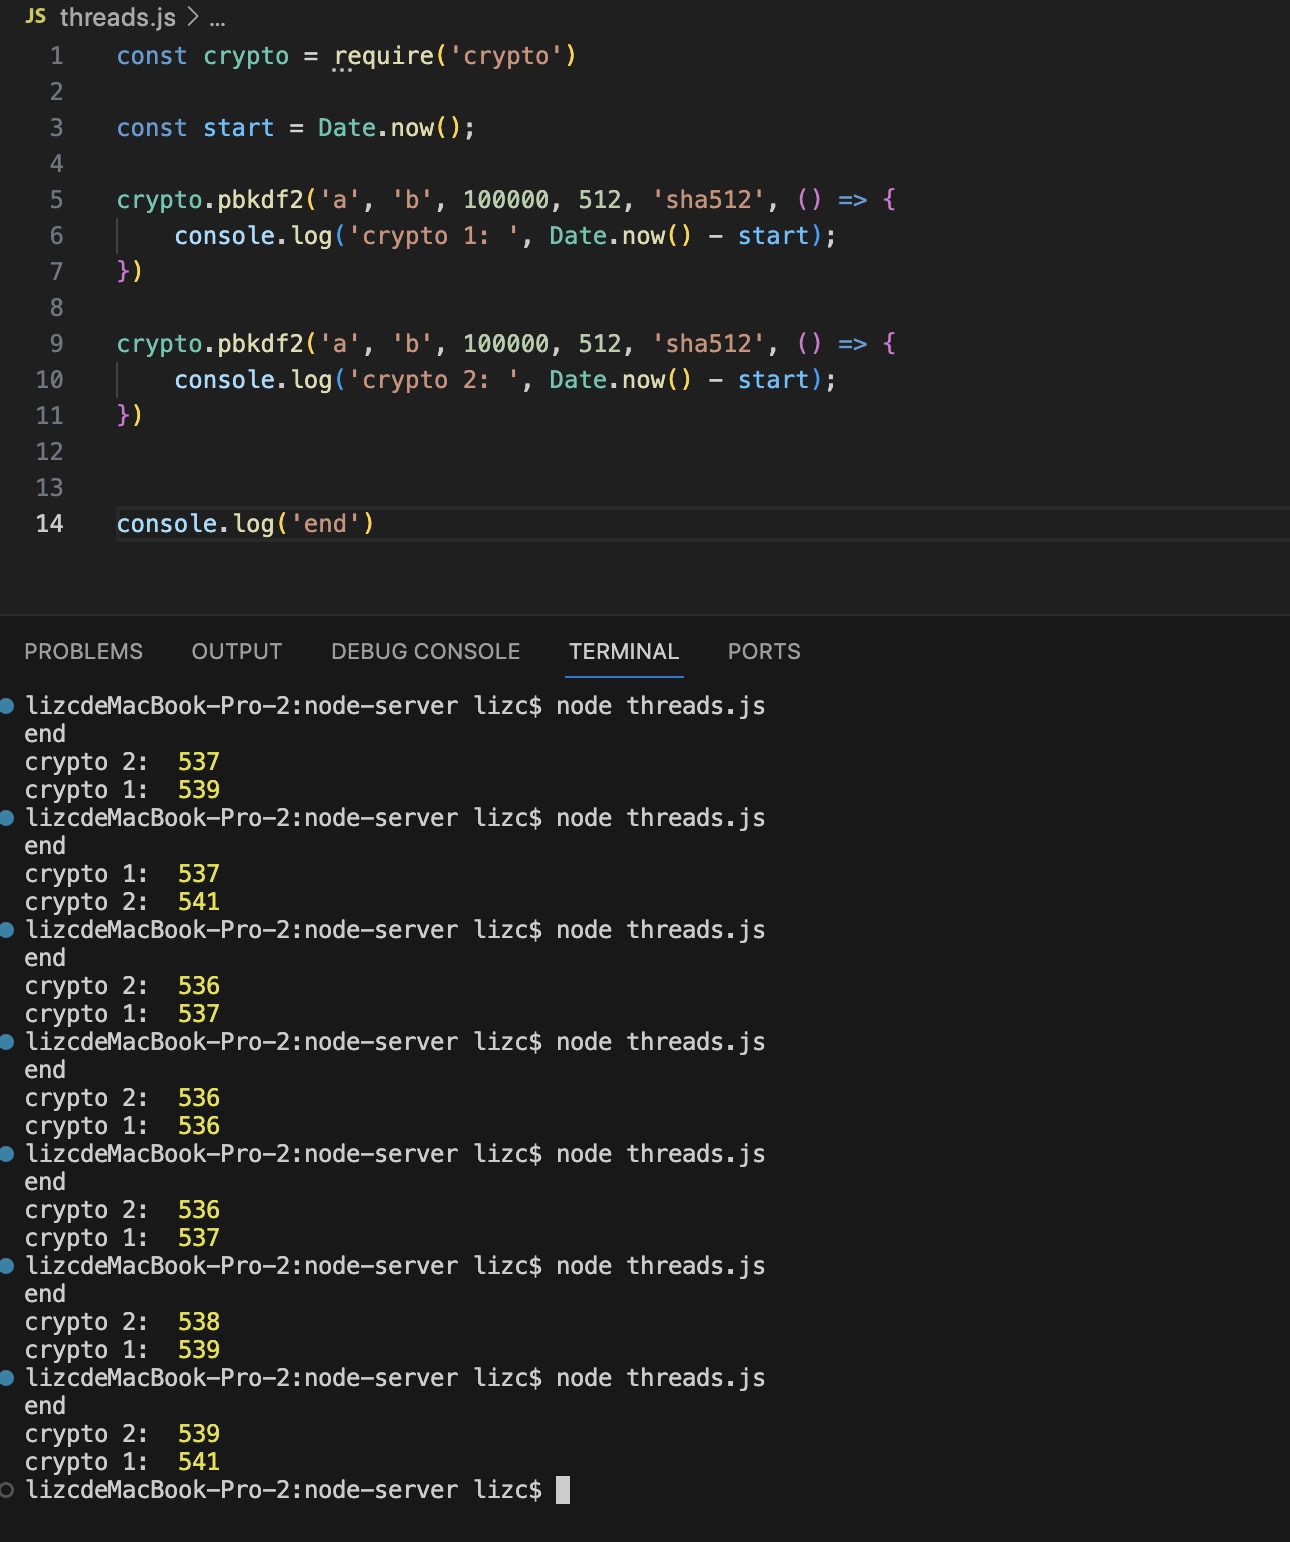 JS threads.js > ...
1 const crypto = require('crypto')
2
3 const start = Date.now();
4
5 crypto.pbkdf2('a', 'b', 100000, 512, 'sha512', () => {
6     console.log('crypto 1: ', Date.now() - start);
7 })
8
9 crypto.pbkdf2('a', 'b', 100000, 512, 'sha512', () => {
10     console.log('crypto 2: ', Date.now() - start);
11 })
12
13
14 console.log('end')
PROBLEMS OUTPUT DEBUG CONSOLE TERMINAL PORTS
lizcdeMacBook-Pro-2:node-server lizc$ node threads.js
end
crypto 2:  537
crypto 1:  539
lizcdeMacBook-Pro-2:node-server lizc$ node threads.js
end
crypto 1:  537
crypto 2:  541
lizcdeMacBook-Pro-2:node-server lizc$ node threads.js
end
crypto 2:  536
crypto 1:  537
lizcdeMacBook-Pro-2:node-server lizc$ node threads.js
end
crypto 2:  536
crypto 1:  536
lizcdeMacBook-Pro-2:node-server lizc$ node threads.js
end
crypto 2:  536
crypto 1:  537
lizcdeMacBook-Pro-2:node-server lizc$ node threads.js
end
crypto 2:  538
crypto 1:  539
lizcdeMacBook-Pro-2:node-server lizc$ node threads.js
end
crypto 2:  539
crypto 1:  541
lizcdeMacBook-Pro-2:node-server lizc$